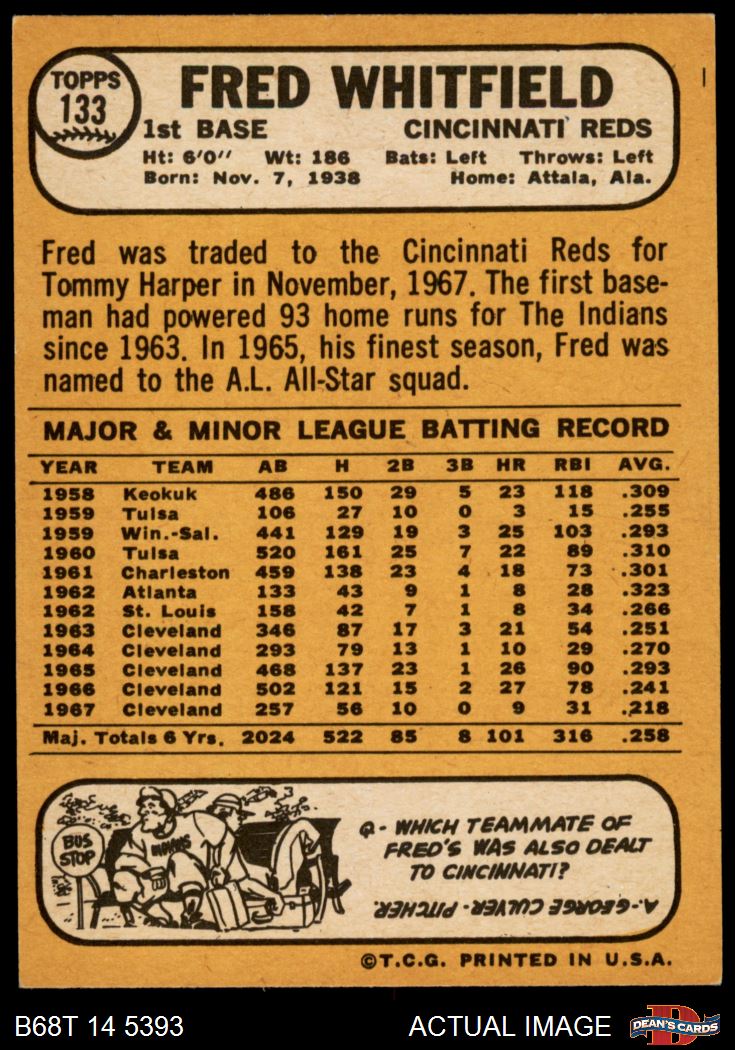 TOPPS
133
FRED WHITFIELD
1st BASE CINCINNATI REDS
Ht: 6'0" Wt: 186 Bats: Left Throws: Left
Born: Nov. 7, 1938 Home: Attala, Ala.
Fred was traded to the Cincinnati Reds for
Tommy Harper in November, 1967. The first base-
man had powered 93 home runs for The Indians
since 1963. In 1965, his finest season, Fred was
named to the A.L. All-Star squad.
MAJOR & MINOR LEAGUE BATTING RECORD
YEAR TEAM AB H 2B 3B HR RBI AVG.
1958 Keokuk 486 150 29 5 23 118 .309
1959 Tulsa 106 27 10 0 3 15 .255
1959 Win.-Sal. 441 129 19 3 25 103 .293
1960 Tulsa 520 161 25 7 22 89 .310
1961 Charleston 459 138 23 4 18 73 .301
1962 Atlanta 133 43 9 1 8 28 .323
1962 St. Louis 158 42 7 1 8 34 .266
1963 Cleveland 346 87 17 3 21 54 .251
1964 Cleveland 293 79 13 1 10 29 .270
1965 Cleveland 468 137 23 1 26 90 .293
1966 Cleveland 502 121 15 2 27 78 .241
1967 Cleveland 257 56 10 0 9 31 .218
Maj. Totals 6 Yrs. 2024 522 85 8 101 316 .258
BUS
STOP
INDIANS
Q- WHICH TEAMMATE OF
FRED'S WAS ALSO DEALT
TO CINCINNATI?
A-GEORGE CULVER-PITCHER.
©T.C.G. PRINTED IN U.S.A.
B68T 14 5393 ACTUAL IMAGE
D
DEAN'S CARDS